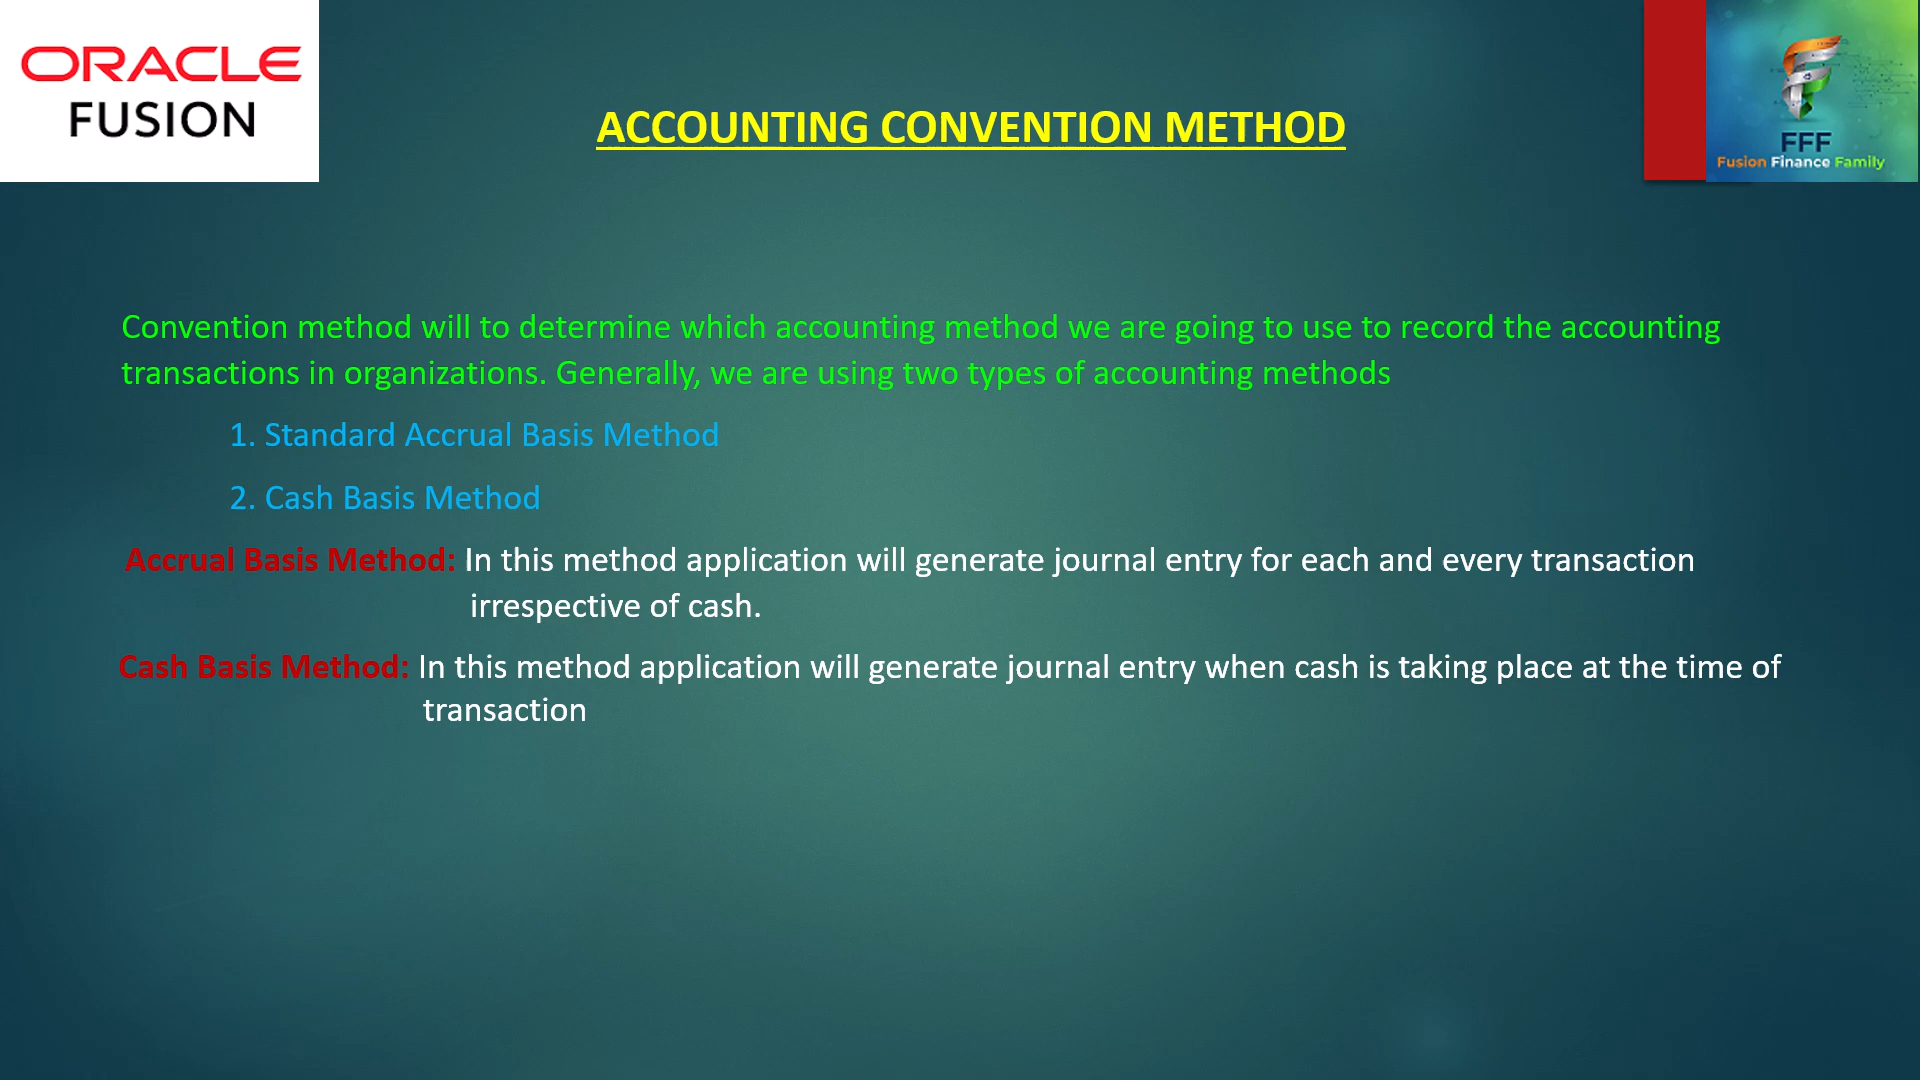 ORACLE
FUSION
ACCOUNTING CONVENTION METHOD
FFF
Fusion Finance Family
Convention method will to determine which accounting method we are going to use to record the accounting
transactions in organizations. Generally, we are using two types of accounting methods
1. Standard Accrual Basis Method
2. Cash Basis Method
Accrual Basis Method: In this method application will generate journal entry for each and every transaction
irrespective of cash.
Cash Basis Method: In this method application will generate journal entry when cash is taking place at the time of
transaction